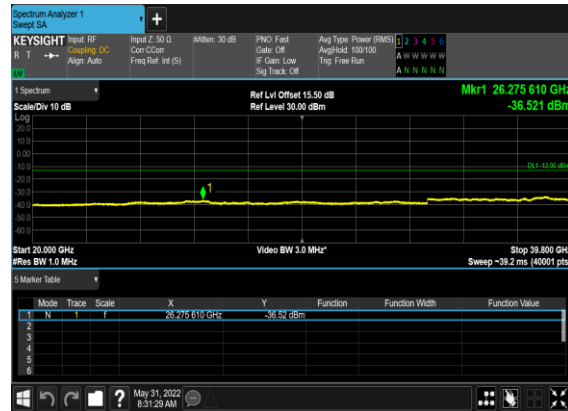 Spectrum Analyzer 1
Swept SA
+
KEYSIGHT Input: RF Input Z: 50 Ω #Atten: 30 dB PNO: Fast Avg Type: Power (RMS) 1 2 3 4 5 6
R T Coupling: DC Corr CCorr Gate: Off Avg|Hold: 100/100 A W W W W W
Align: Auto Freq Ref: Int (S) IF Gain: Low Trig: Free Run
LW Sig Track: Off A N N N N N
1 Spectrum Ref Lvl Offset 15.50 dB Mkr1 26.275 610 GHz
Scale/Div 10 dB Ref Level 30.00 dBm -36.521 dBm
Log
20.0
10.0
0.00
-10.0 DL1 -13.00 dBm
-20.0
-30.0 1
-40.0
-50.0
-60.0
Start 20.000 GHz Video BW 3.0 MHz* Stop 39.800 GHz
#Res BW 1.0 MHz Sweep ~39.2 ms (40001 pts)
5 Marker Table
Mode Trace Scale X Y Function Function Width Function Value
1 N 1 f 26.275 610 GHz -36.52 dBm
2
3
4
5
6
? May 31, 2022
8:31:29 AM